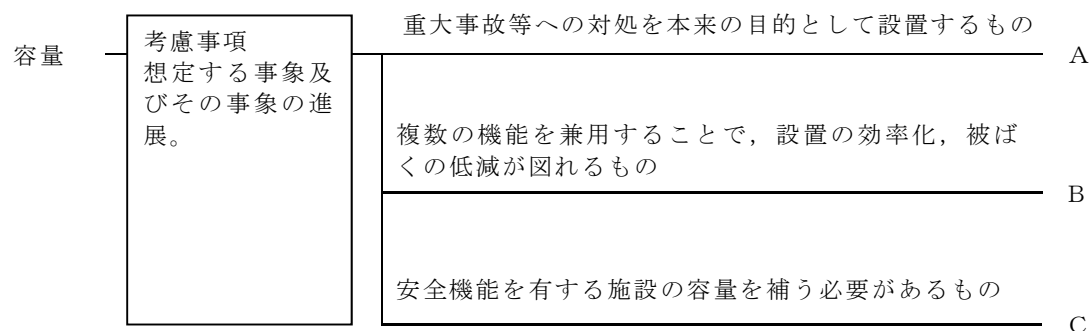 重大事故等への対処を本来の目的として設置するもの
容量
考慮事項
想定する事象及
びその事象の進
展。
A
複数の機能を兼用することで，設置の効率化，被ば
くの低減が図れるもの
B
安全機能を有する施設の容量を補う必要があるもの
C